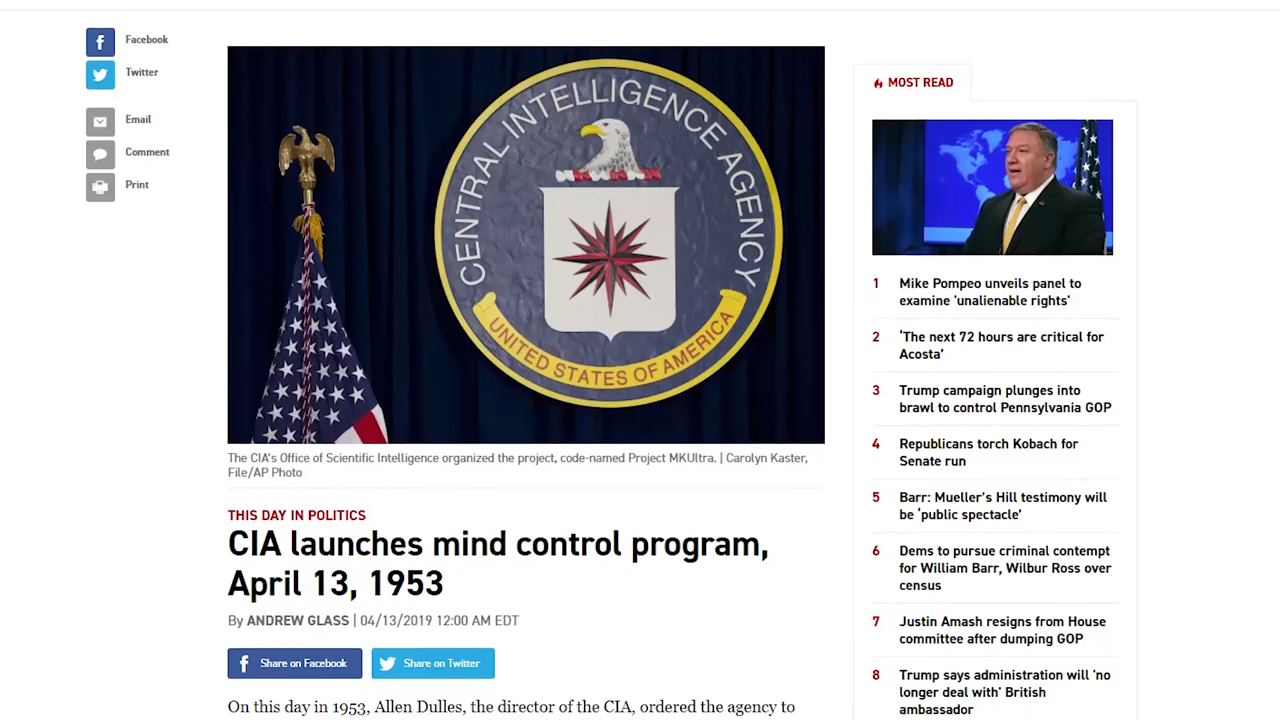 Facebook
Twitter
Email
Comment
Print
CENTRAL INTELLIGENCE AGENCY
UNITED STATES OF AMERICA
The CIA's Office of Scientific Intelligence organized the project, code-named Project MKUltra. | Carolyn Kaster,
File/AP Photo
THIS DAY IN POLITICS
CIA launches mind control program,
April 13, 1953
By ANDREW GLASS | 04/13/2019 12:00 AM EDT
Share on Facebook
Share on Twitter
On this day in 1953, Allen Dulles, the director of the CIA, ordered the agency to
MOST READ
1 Mike Pompeo unveils panel to
examine 'unalienable rights'
2 ‘The next 72 hours are critical for
Acosta’
3 Trump campaign plunges into
brawl to control Pennsylvania GOP
4 Republicans torch Kobach for
Senate run
5 Barr: Mueller’s Hill testimony will
be ‘public spectacle’
6 Dems to pursue criminal contempt
for William Barr, Wilbur Ross over
census
7 Justin Amash resigns from House
committee after dumping GOP
8 Trump says administration will 'no
longer deal with' British
ambassador